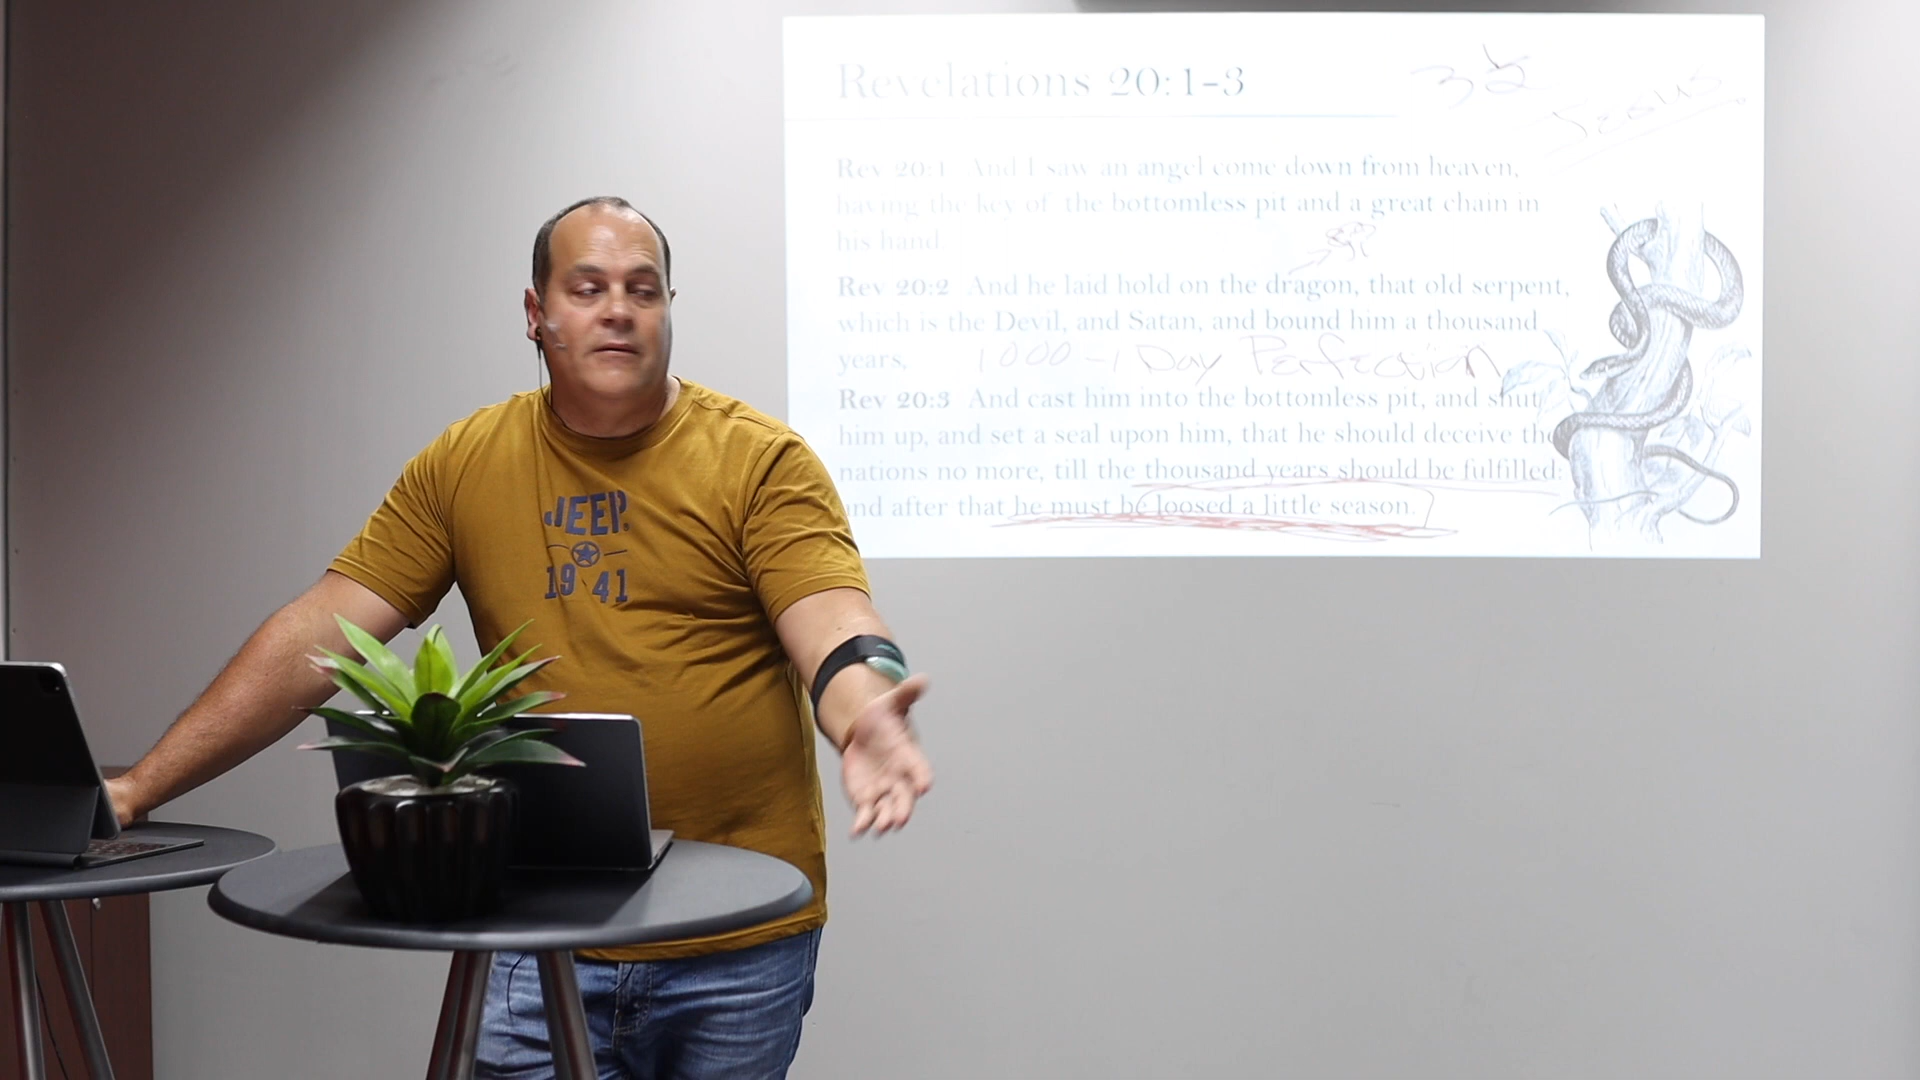 Revelations 20:1-3
3 1/2
Jesus
Rev 20:1 And I saw an angel come down from heaven,
having the key of the bottomless pit and a great chain in
his hand.
Rev 20:2 And he laid hold on the dragon, that old serpent,
which is the Devil, and Satan, and bound him a thousand
years,
1000 - 1 Day Perfection
Rev 20:3 And cast him into the bottomless pit, and shut
him up, and set a seal upon him, that he should deceive the
nations no more, till the thousand years should be fulfilled:
and after that he must be loosed a little season.
JEEP
19 41